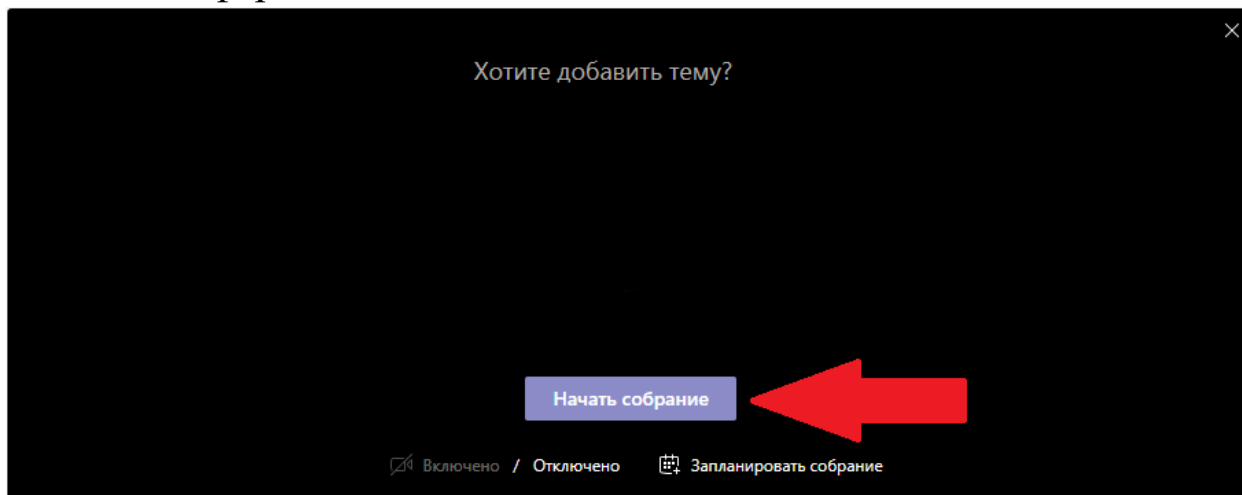 Хотите добавить тему?
Начать собрание
Включено / Отключено Запланировать собрание